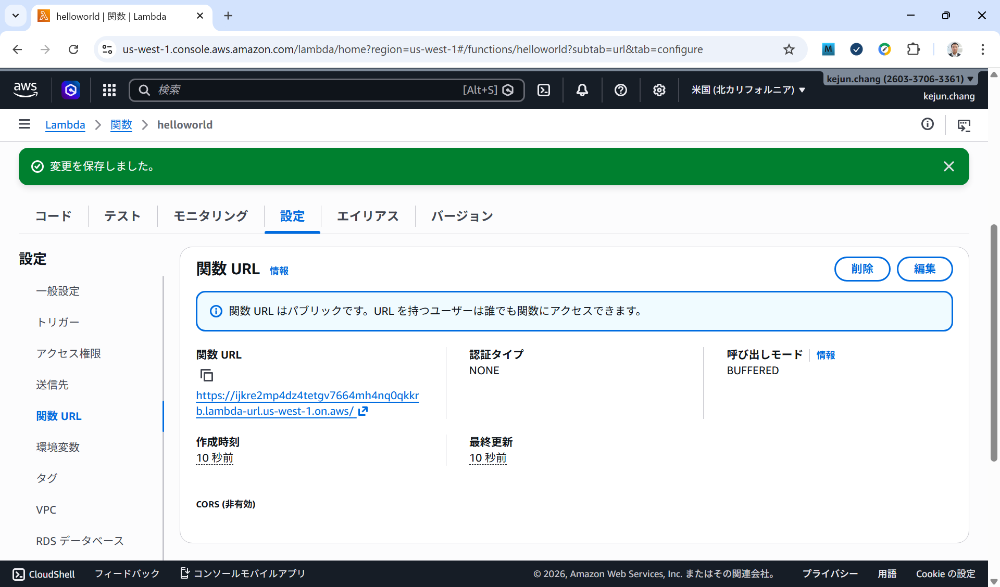 helloworld | 関数 | Lambda
us-west-1.console.aws.amazon.com/lambda/home?region=us-west-1#/functions/helloworld?subtab=url&tab=configure
M
aws
検索
[Alt+S]
米国 (北カリフォルニア) ▼
kejun.chang (2603-3706-3361) ▼
kejun.chang
Lambda
関数
helloworld
変更を保存しました。
コード
テスト
モニタリング
設定
エイリアス
バージョン
設定
一般設定
トリガー
アクセス権限
送信先
関数 URL
環境変数
タグ
VPC
RDS データベース
関数 URL 情報
削除
編集
関数 URL はパブリックです。URL を持つユーザーは誰でも関数にアクセスできます。
関数 URL
https://ijkre2mp4dz4tetgv7664mh4nq0qkkr
b.lambda-url.us-west-1.on.aws/
認証タイプ
NONE
呼び出しモード 情報
BUFFERED
作成時刻
10 秒前
最終更新
10 秒前
CORS (非有効)
CloudShell
フィードバック
コンソールモバイルアプリ
© 2026, Amazon Web Services, Inc. またはその関連会社。
プライバシー
用語
Cookie の設定